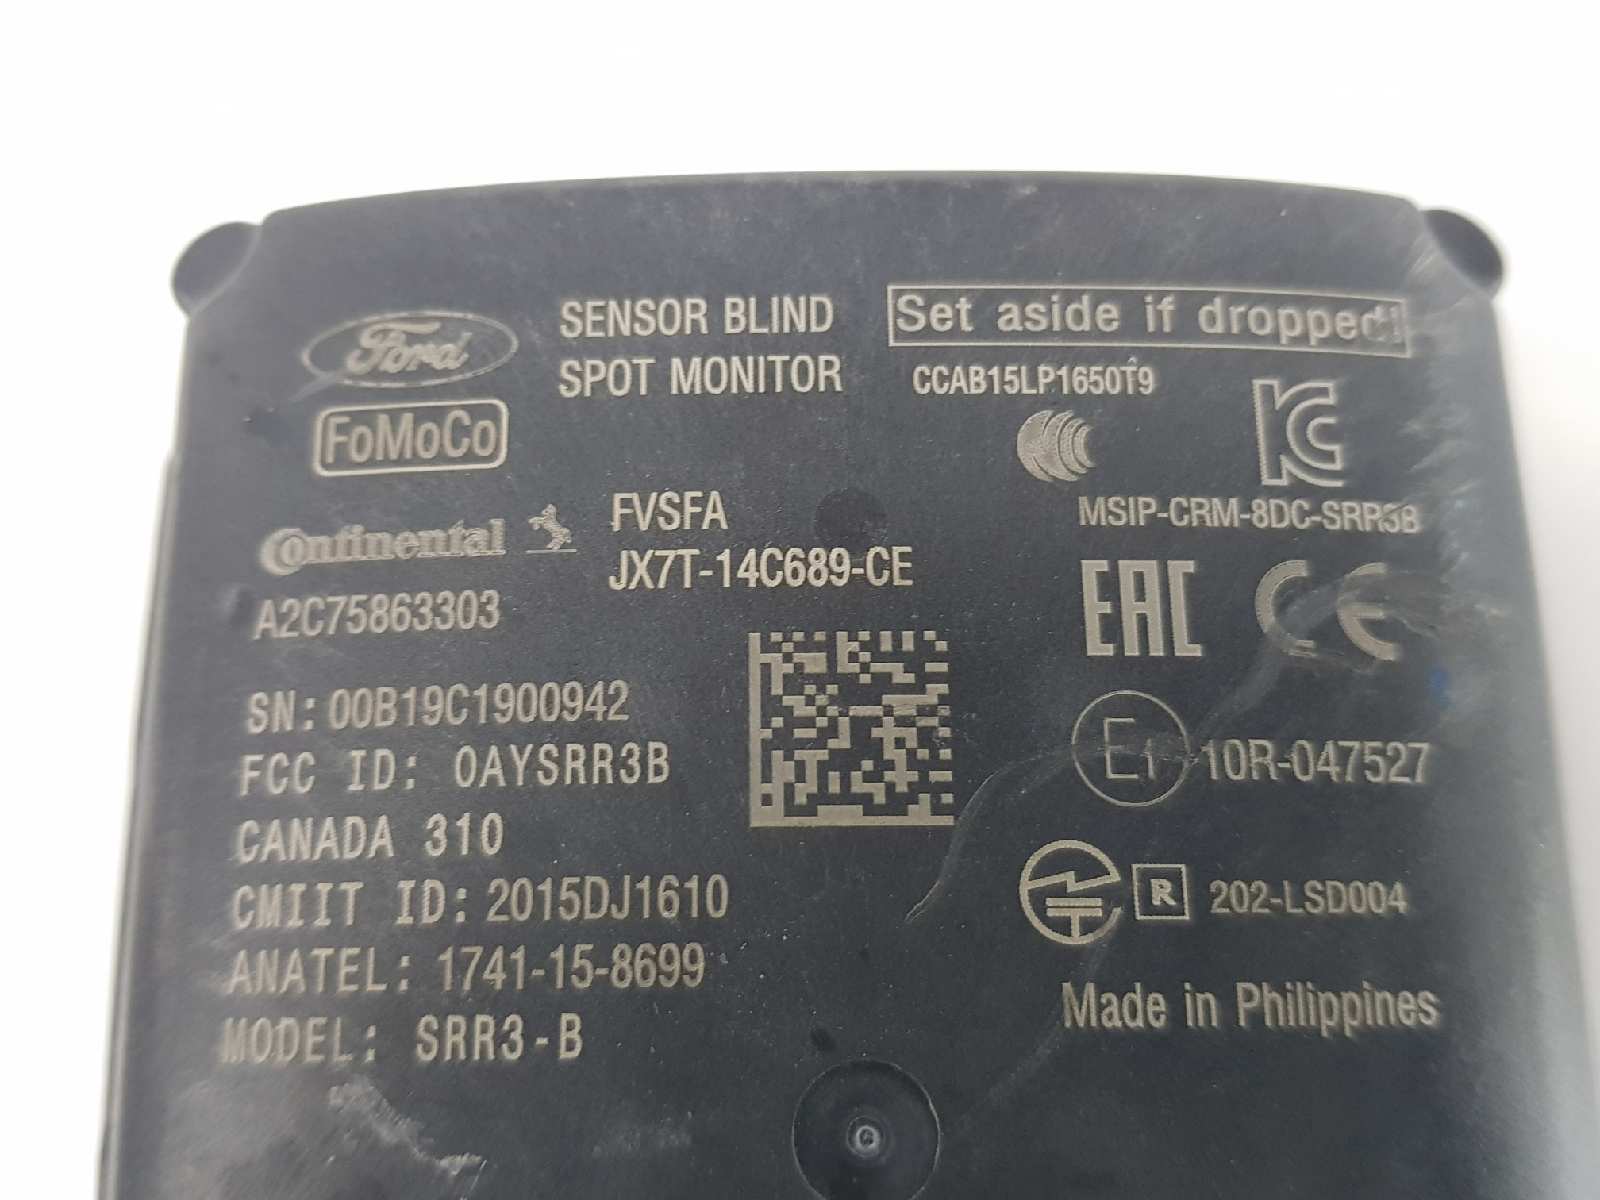 Ford
FoMoCo
SENSOR BLIND
SPOT MONITOR
Set aside if dropped!
CCAB15LP1650T9
MSIP-CRM-8DC-SRR3B
Continental
A2C75863303
FVSFA
JX7T-14C689-CE
EAC CE
SN: 00B19C1900942
FCC ID: OAYSRR3B
CANADA 310
CMIIT ID: 2015DJ1610
ANATEL: 1741-15-8699
MODEL: SRR3-B
E1 10R-047527
R 202-LSD004
Made in Philippines